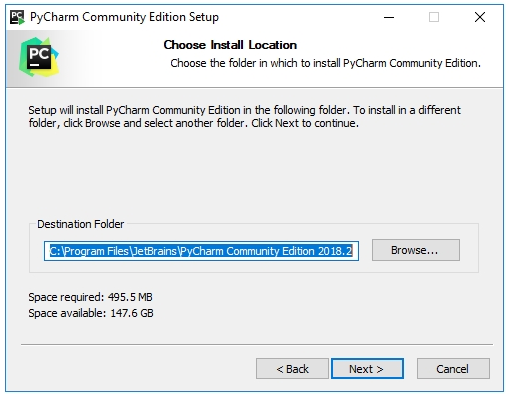 PyCharm Community Edition Setup
PC
Choose Install Location
Choose the folder in which to install PyCharm Community Edition.
Setup will install PyCharm Community Edition in the following folder. To install in a different
folder, click Browse and select another folder. Click Next to continue.
Destination Folder
C:\Program Files\JetBrains\PyCharm Community Edition 2018.2
Browse...
Space required: 495.5 MB
Space available: 147.6 GB
< Back
Next >
Cancel